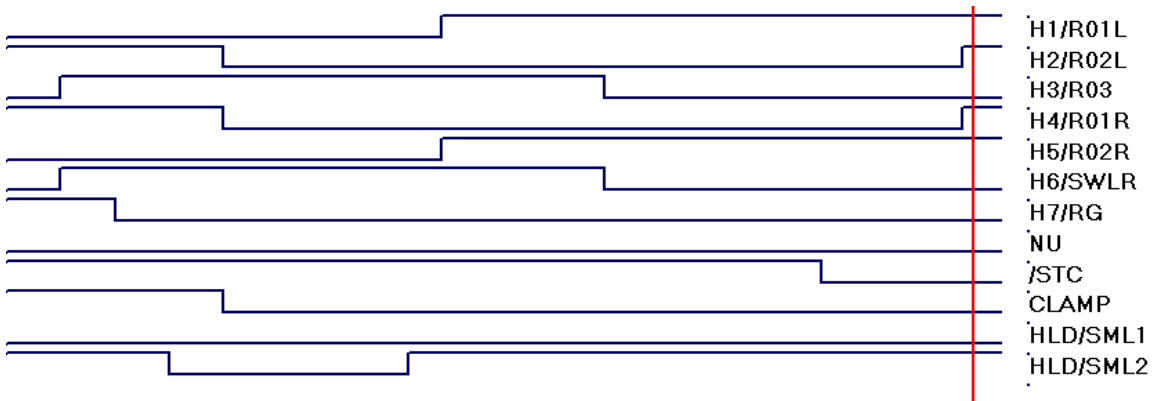 H1/R01L
H2/R02L
H3/R03
H4/R01R
H5/R02R
H6/SWLR
H7/RG
NU
/STC
CLAMP
HLD/SML1
HLD/SML2